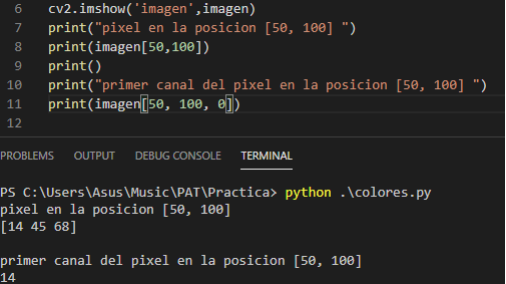 6 cv2.imshow('imagen',imagen)
7 print("pixel en la posicion [50, 100] ")
8 print(imagen[50,100])
9 print()
10 print("primer canal del pixel en la posicion [50, 100] ")
11 print(imagen[50, 100, 0])
12
PROBLEMS OUTPUT DEBUG CONSOLE TERMINAL
PS C:\Users\Asus\Music\PAT\Practica> python .\colores.py
pixel en la posicion [50, 100]
[14 45 68]
primer canal del pixel en la posicion [50, 100]
14